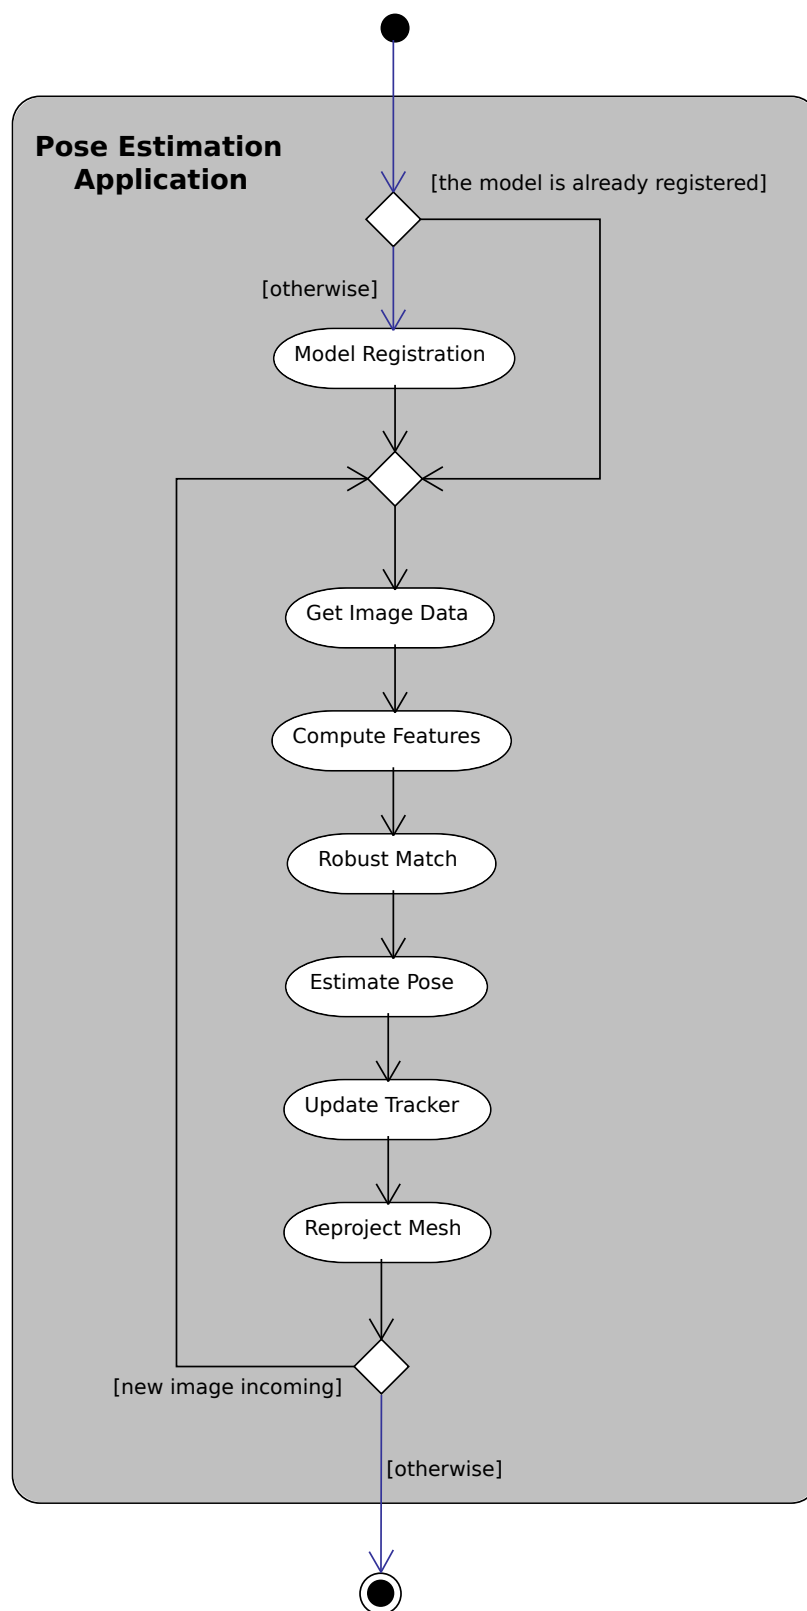 Pose Estimation
Application
[the model is already registered]
[otherwise]
Model Registration
Get Image Data
Compute Features
Robust Match
Estimate Pose
Update Tracker
Reproject Mesh
[new image incoming]
[otherwise]